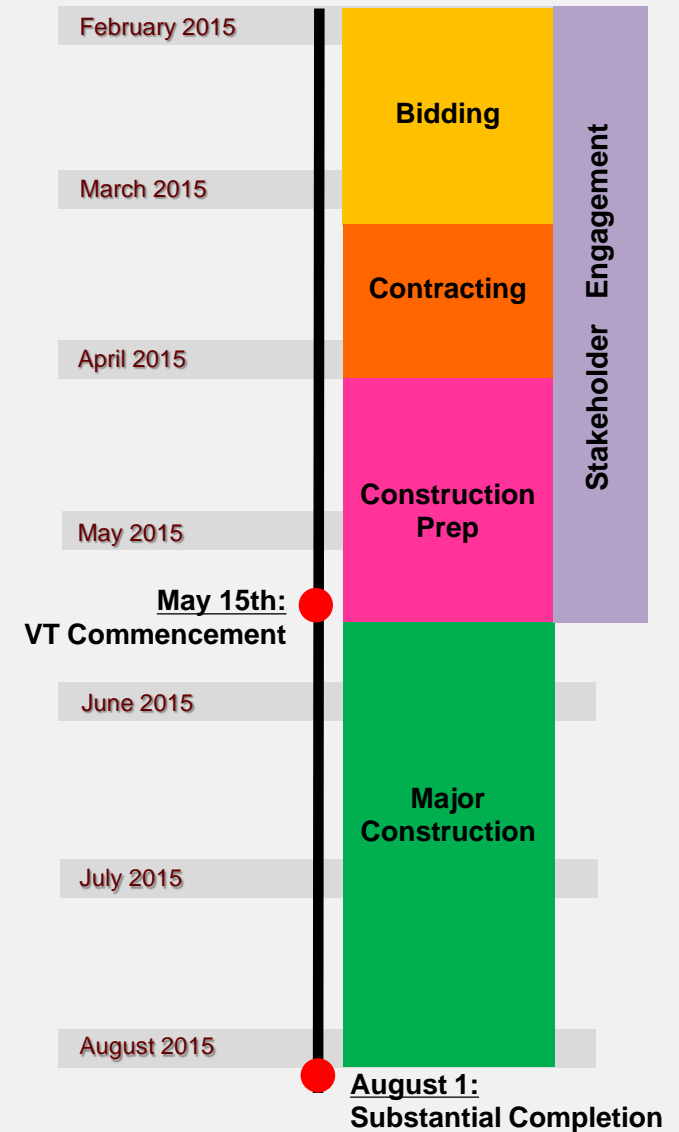 February 2015
Bidding
Stakeholder Engagement
March 2015
Contracting
April 2015
Construction
Prep
May 2015
May 15th:
VT Commencement
June 2015
Major
Construction
July 2015
August 2015
August 1:
Substantial Completion